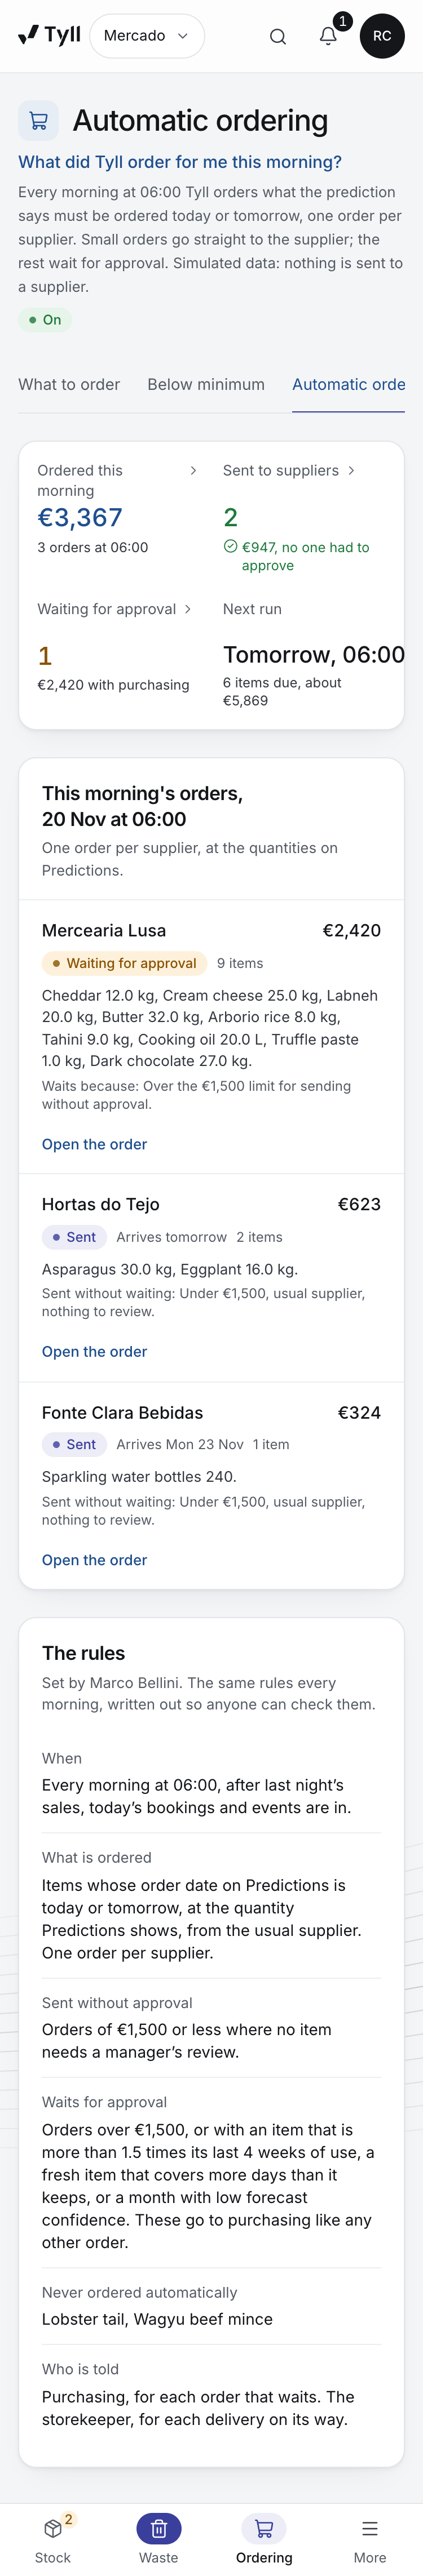 Tyll
Mercado
1
RC
Automatic ordering
What did Tyll order for me this morning?
Every morning at 06:00 Tyll orders what the prediction
says must be ordered today or tomorrow, one order per
supplier. Small orders go straight to the supplier; the
rest wait for approval. Simulated data: nothing is sent to
a supplier.
On
What to order
Below minimum
Automatic orde
Ordered this
morning
€3,367
3 orders at 06:00
Sent to suppliers
2
€947, no one had to
approve
Waiting for approval
1
€2,420 with purchasing
Next run
Tomorrow, 06:00
6 items due, about
€5,869
This morning's orders,
20 Nov at 06:00
One order per supplier, at the quantities on
Predictions.
Mercearia Lusa
€2,420
Waiting for approval
9 items
Cheddar 12.0 kg, Cream cheese 25.0 kg, Labneh
20.0 kg, Butter 32.0 kg, Arborio rice 8.0 kg,
Tahini 9.0 kg, Cooking oil 20.0 L, Truffle paste
1.0 kg, Dark chocolate 27.0 kg.
Waits because: Over the €1,500 limit for sending
without approval.
Open the order
Hortas do Tejo
€623
Sent
Arrives tomorrow
2 items
Asparagus 30.0 kg, Eggplant 16.0 kg.
Sent without waiting: Under €1,500, usual supplier,
nothing to review.
Open the order
Fonte Clara Bebidas
€324
Sent
Arrives Mon 23 Nov
1 item
Sparkling water bottles 240.
Sent without waiting: Under €1,500, usual supplier,
nothing to review.
Open the order
The rules
Set by Marco Bellini. The same rules every
morning, written out so anyone can check them.
When
Every morning at 06:00, after last night’s
sales, today’s bookings and events are in.
What is ordered
Items whose order date on Predictions is
today or tomorrow, at the quantity
Predictions shows, from the usual supplier.
One order per supplier.
Sent without approval
Orders of €1,500 or less where no item
needs a manager’s review.
Waits for approval
Orders over €1,500, or with an item that is
more than 1.5 times its last 4 weeks of use, a
fresh item that covers more days than it
keeps, or a month with low forecast
confidence. These go to purchasing like any
other order.
Never ordered automatically
Lobster tail, Wagyu beef mince
Who is told
Purchasing, for each order that waits. The
storekeeper, for each delivery on its way.
2
Stock
Waste
Ordering
More